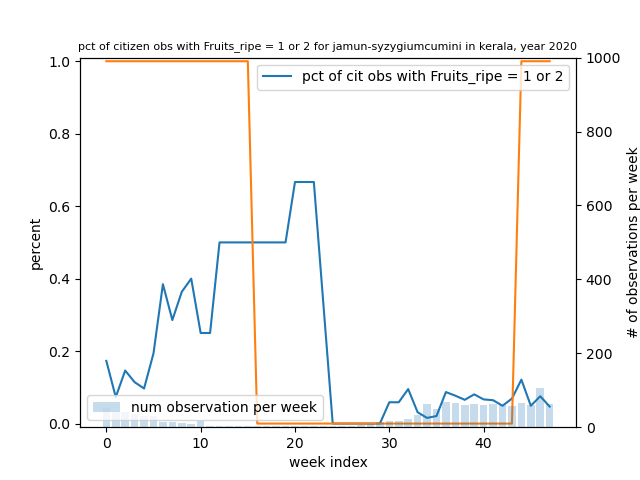 pct of citizen obs with Fruits_ripe = 1 or 2 for jamun-syzygiumcumini in kerala, year 2020
pct of cit obs with Fruits_ripe = 1 or 2
num observation per week
percent
1.0
0.8
0.6
0.4
0.2
0.0
1000
800
600
400
200
0
# of observations per week
0 10 20 30 40
week index